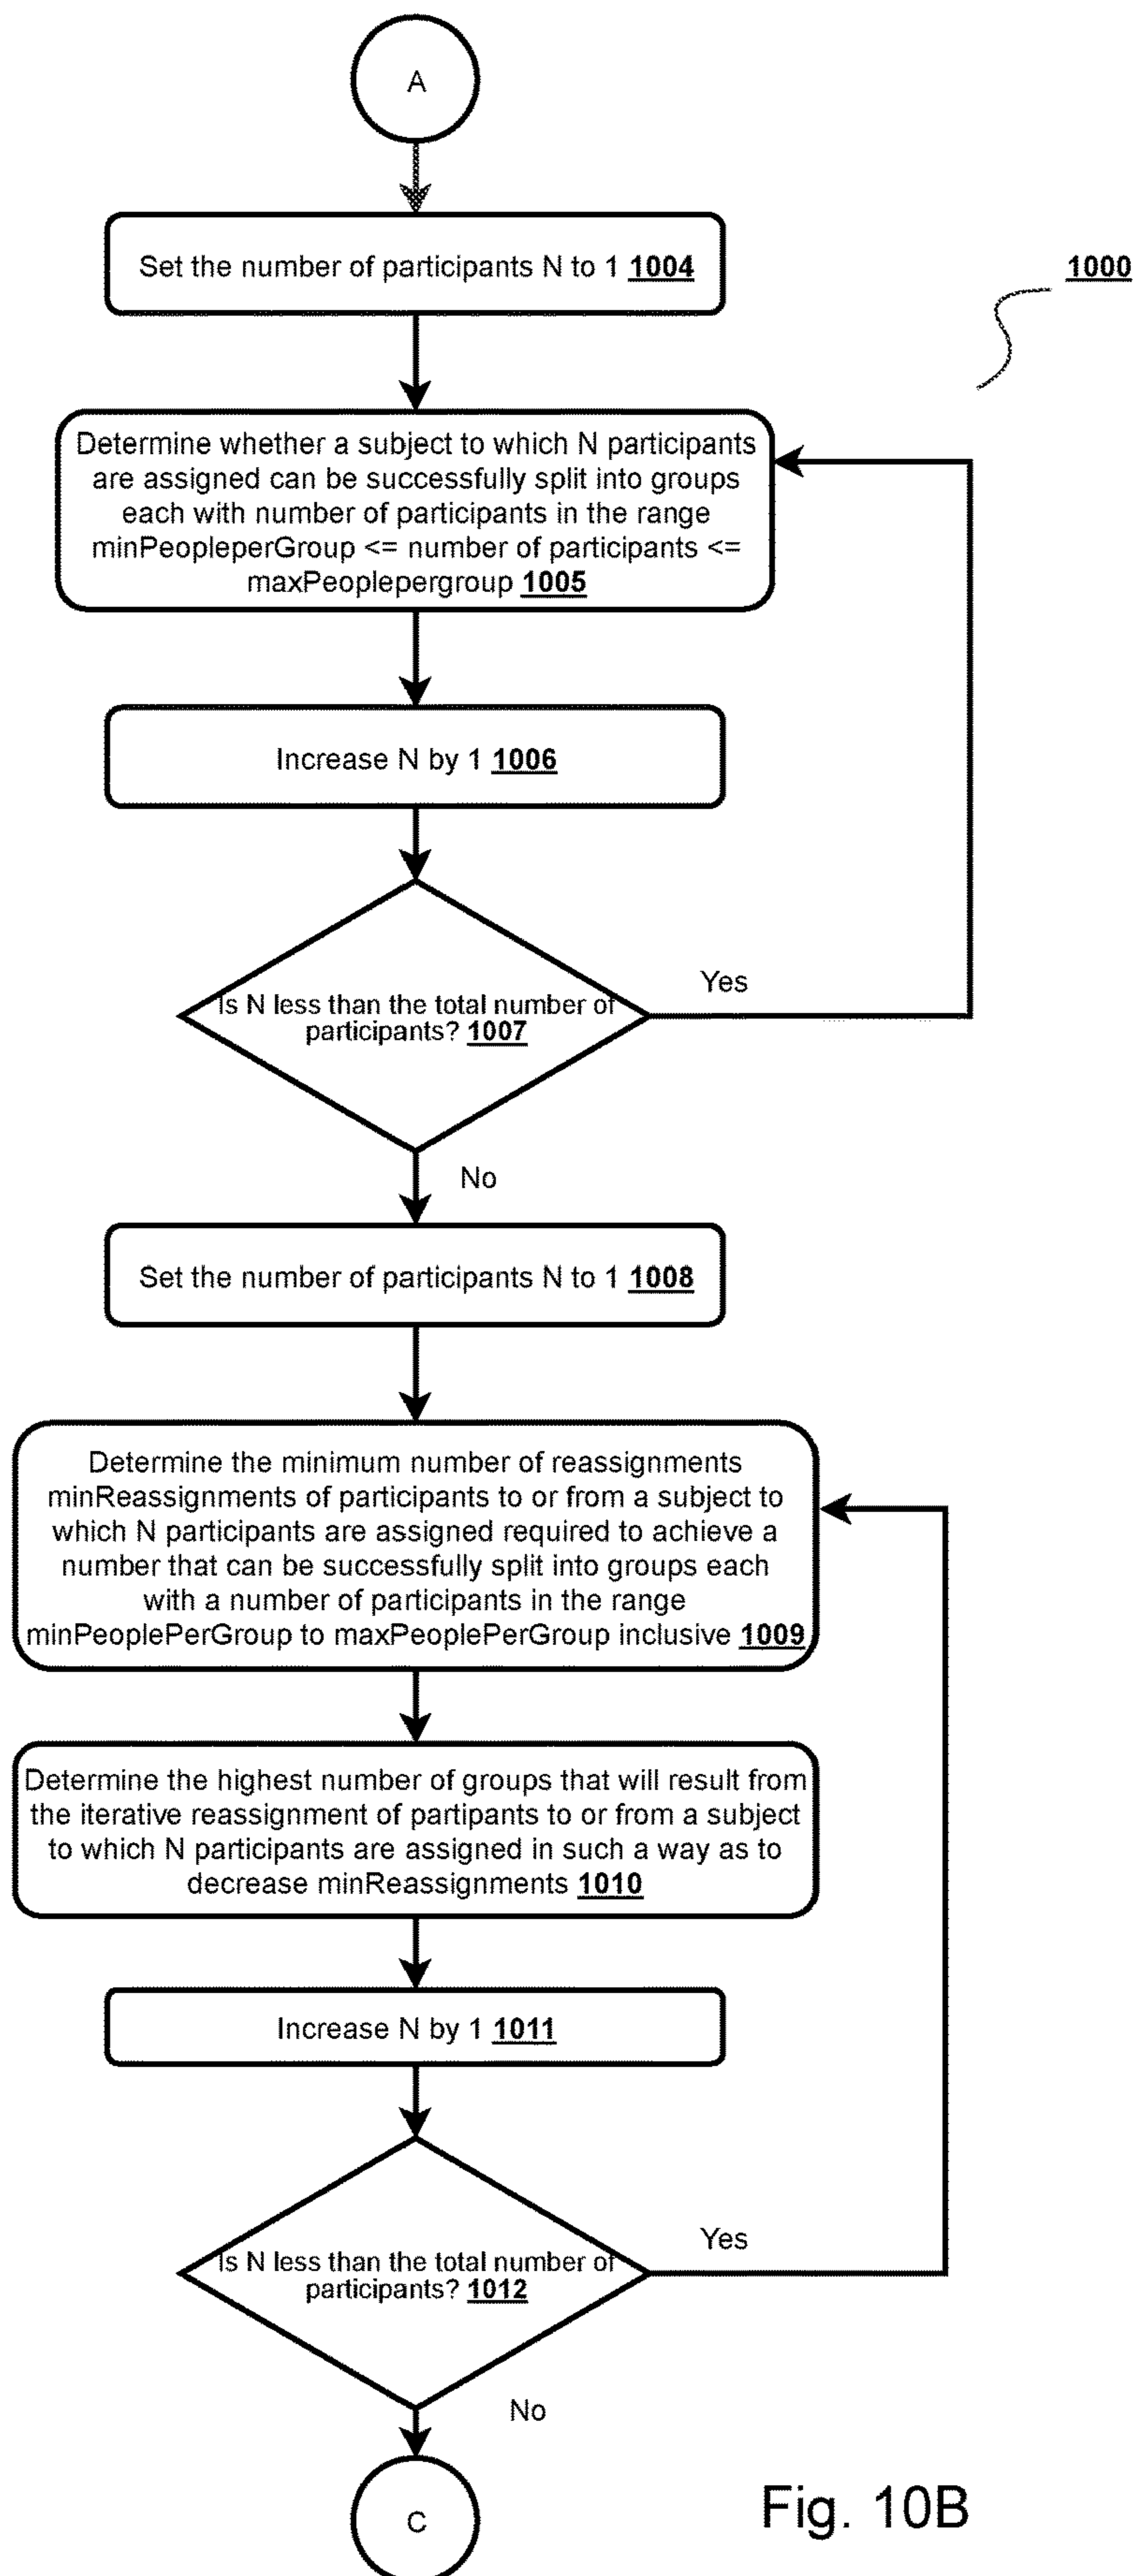 A
Set the number of participants N to 1 1004
1000
Determine whether a subject to which N participants
are assigned can be successfully split into groups
each with number of participants in the range
minPeopleperGroup <= number of participants <=
maxPeoplepergroup 1005
Increase N by 1 1006
Is N less than the total number of
participants? 1007
Yes
No
Set the number of participants N to 1 1008
Determine the minimum number of reassignments
minReassignments of participants to or from a subject to
which N participants are assigned required to achieve a
number that can be successfully split into groups each
with a number of participants in the range
minPeoplePerGroup to maxPeoplePerGroup inclusive 1009
Determine the highest number of groups that will result from
the iterative reassignment of partipants to or from a subject
to which N participants are assigned in such a way as to
decrease minReassignments 1010
Increase N by 1 1011
Is N less than the total number of
participants? 1012
Yes
No
C
Fig. 10B